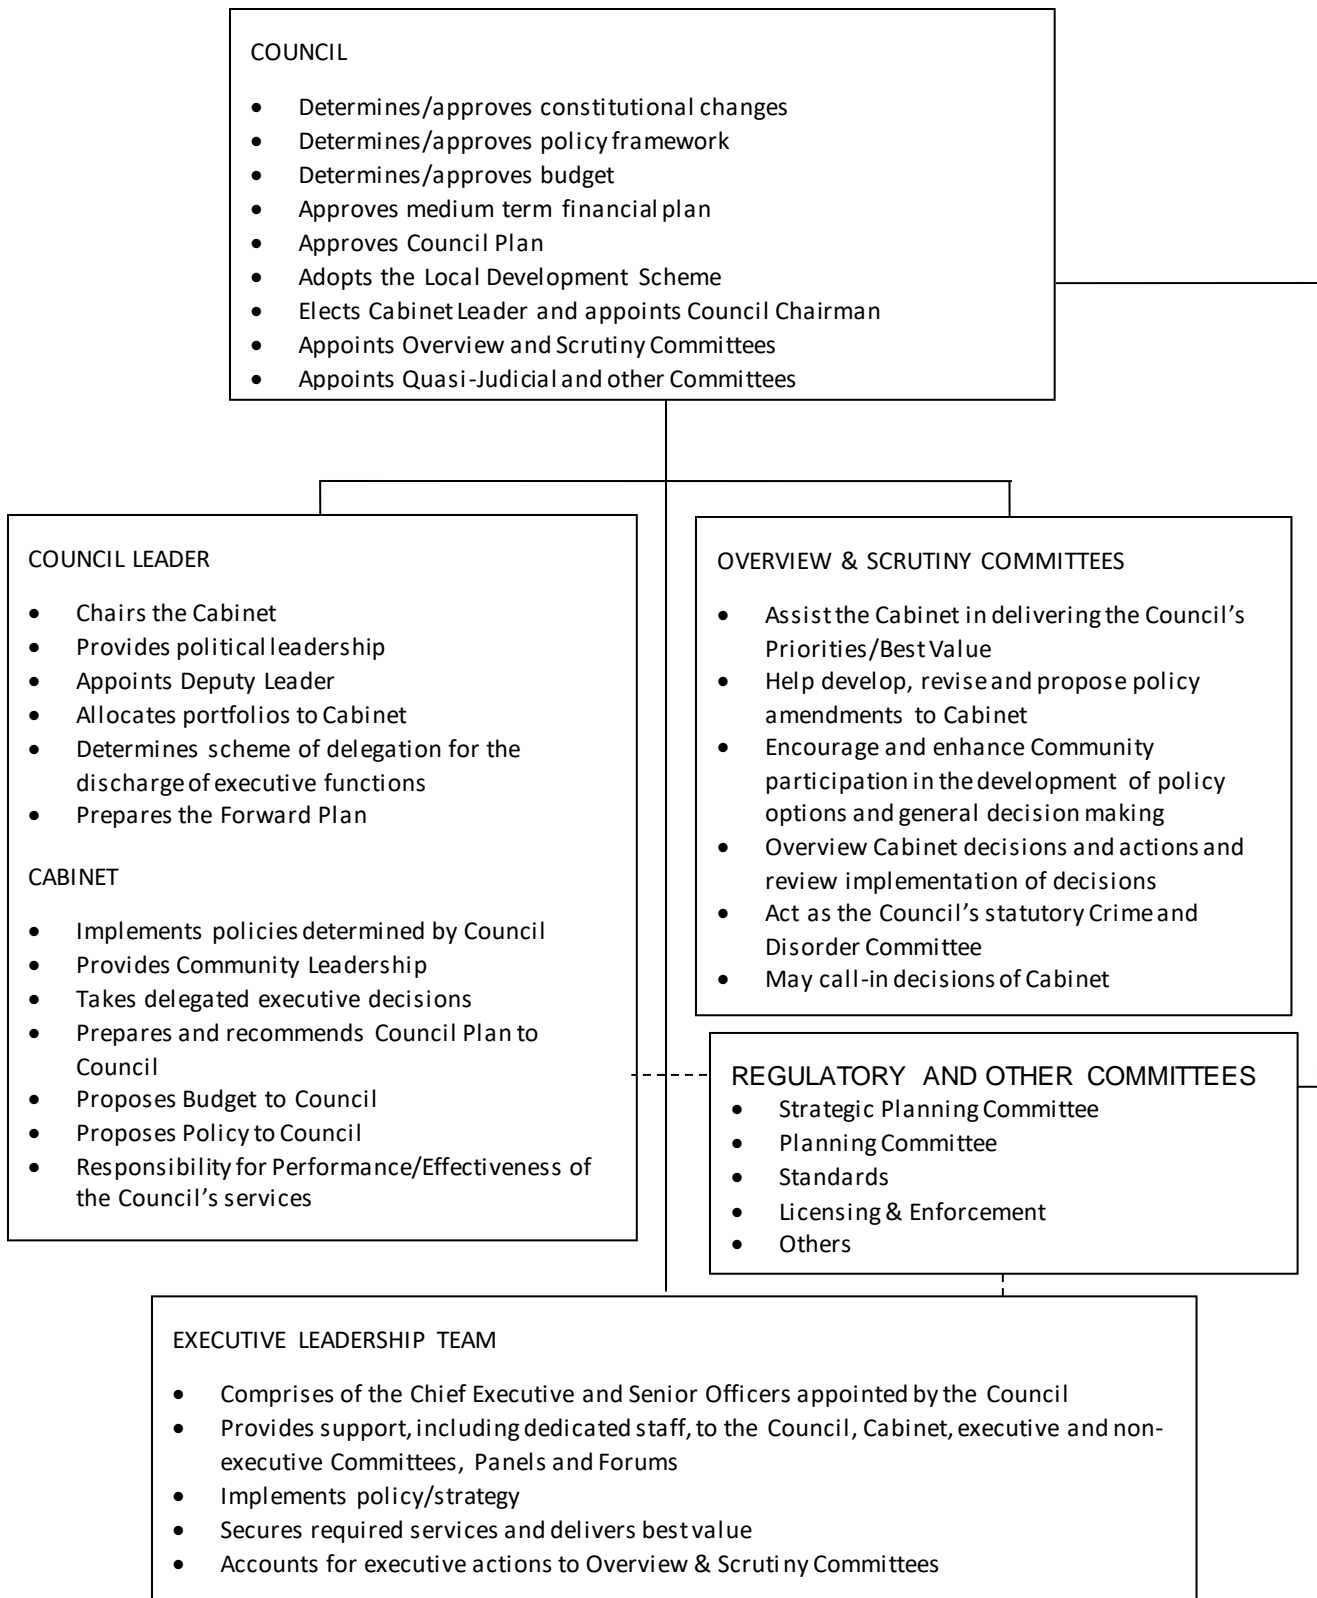 COUNCIL
• Determines/approves constitutional changes
• Determines/approves policy framework
• Determines/approves budget
• Approves medium term financial plan
• Approves Council Plan
• Adopts the Local Development Scheme
• Elects Cabinet Leader and appoints Council Chairman
• Appoints Overview and Scrutiny Committees
• Appoints Quasi-Judicial and other Committees
COUNCIL LEADER
• Chairs the Cabinet
• Provides political leadership
• Appoints Deputy Leader
• Allocates portfolios to Cabinet
• Determines scheme of delegation for the
discharge of executive functions
• Prepares the Forward Plan
CABINET
• Implements policies determined by Council
• Provides Community Leadership
• Takes delegated executive decisions
• Prepares and recommends Council Plan to
Council
• Proposes Budget to Council
• Proposes Policy to Council
• Responsibility for Performance/Effectiveness of
the Council's services
OVERVIEW & SCRUTINY COMMITTEES
• Assist the Cabinet in delivering the Council's
Priorities/Best Value
• Help develop, revise and propose policy
amendments to Cabinet
• Encourage and enhance Community
participation in the development of policy
options and general decision making
• Overview Cabinet decisions and actions and
review implementation of decisions
• Act as the Council's statutory Crime and
Disorder Committee
• May call-in decisions of Cabinet
REGULATORY AND OTHER COMMITTEES
• Strategic Planning Committee
• Planning Committee
• Standards
• Licensing & Enforcement
• Others
EXECUTIVE LEADERSHIP TEAM
• Comprises of the Chief Executive and Senior Officers appointed by the Council
• Provides support, including dedicated staff, to the Council, Cabinet, executive and non-
executive Committees, Panels and Forums
• Implements policy/strategy
• Secures required services and delivers best value
• Accounts for executive actions to Overview & Scrutiny Committees